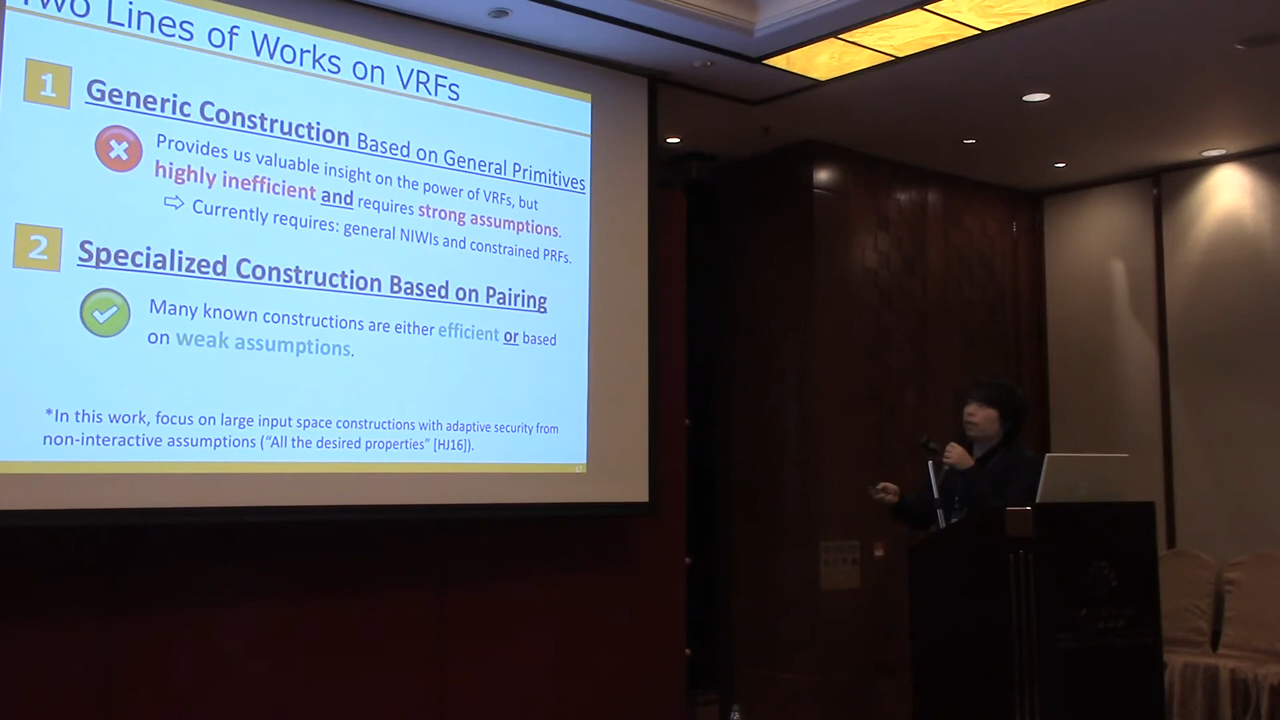 Two Lines of Works on VRFs
1 Generic Construction Based on General Primitives
Provides us valuable insight on the power of VRFs, but
highly inefficient and requires strong assumptions.
⇨ Currently requires: general NIWIs and constrained PRFs.
2 Specialized Construction Based on Pairing
Many known constructions are either efficient or based
on weak assumptions.
*In this work, focus on large input space constructions with adaptive security from
non-interactive assumptions ("All the desired properties" [HJ16]).